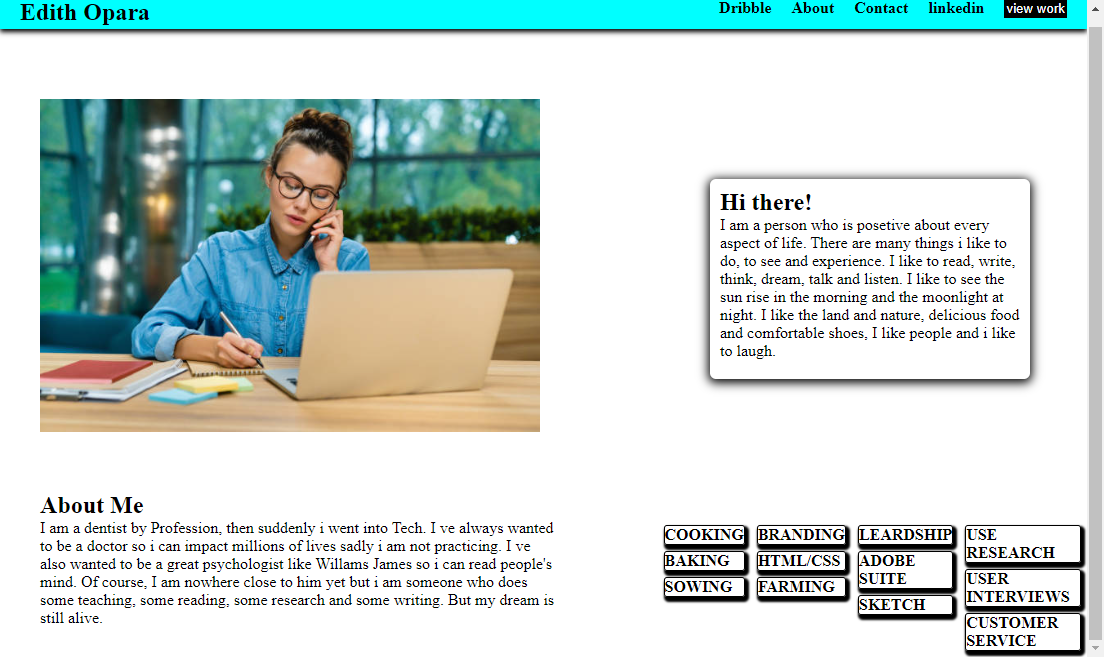 Edith Opara
Dribble About Contact linkedin view work
Hi there!
I am a person who is posetive about every
aspect of life. There are many things i like to
do, to see and experience. I like to read, write,
think, dream, talk and listen. I like to see the
sun rise in the morning and the moonlight at
night. I like the land and nature, delicious food
and comfortable shoes, I like people and i like
to laugh.
About Me
I am a dentist by Profession, then suddenly i went into Tech. I ve always wanted
to be a doctor so i can impact millions of lives sadly i am not practicing. I ve
also wanted to be a great psychologist like Willams James so i can read people's
mind. Of course, I am nowhere close to him yet but i am someone who does
some teaching, some reading, some research and some writing. But my dream is
still alive.
COOKING
BAKING
SOWING
BRANDING
HTML/CSS
FARMING
LEARDSHIP
ADOBE
SUITE
SKETCH
USE
RESEARCH
USER
INTERVIEWS
CUSTOMER
SERVICE